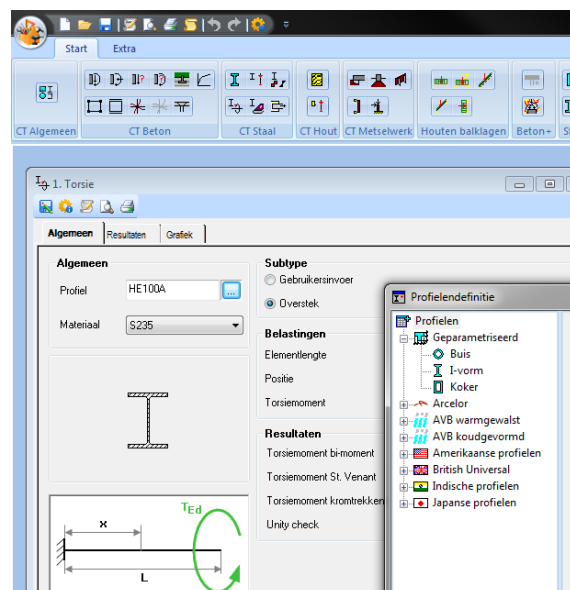 Start Extra
CT Algemeen CT Beton CT Staal CT Hout CT Metselwerk Houten balklagen Beton+
1. Torsie
Algemeen Resultaten Grafiek
Algemeen
Profiel HE100A ...
Materiaal S235
Subtype
Gebruikersinvoer
Overstek
Belastingen
Elementlengte
Positie
Torsiemoment
Resultaten
Torsiemoment bi-moment
Torsiemoment St. Venant
Torsiemoment kromtrekken
Unity check
TEd
x
L
Profielendefinitie
Profielen
Geparametriseerd
Buis
I-vorm
Koker
Arcelor
AVB warmgewalst
AVB koudgevormd
Amerikaanse profielen
British Universal
Indische profielen
Japanse profielen